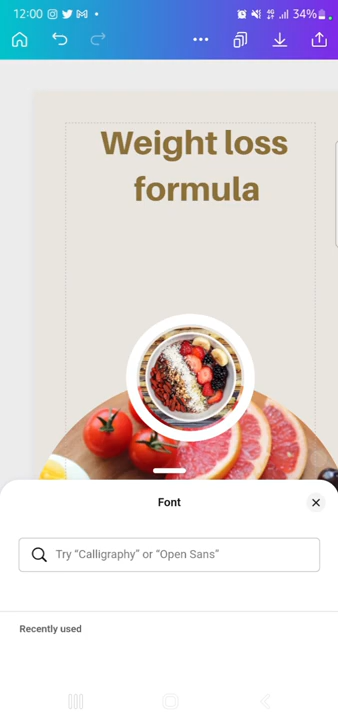 12:00
34%
Weight loss
formula
Font
Try “Calligraphy” or “Open Sans”
Recently used